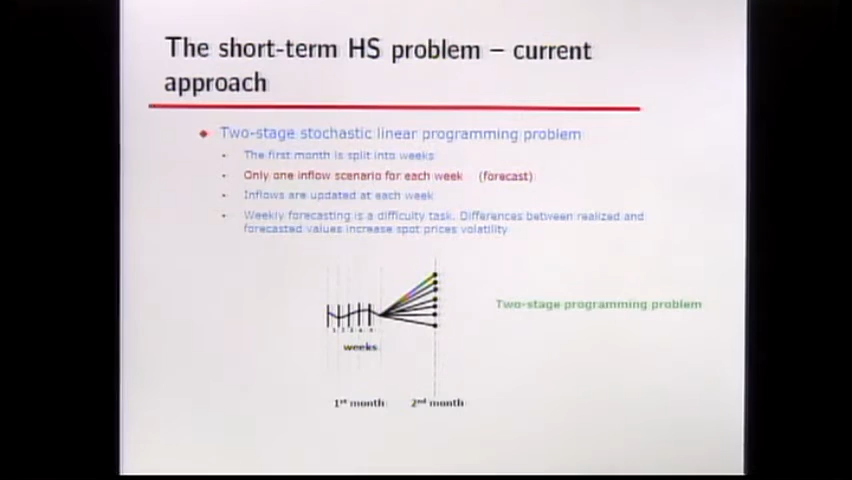 The short-term HS problem – current
approach
Two-stage stochastic linear programming problem
The first month is split into weeks
Only one inflow scenario for each week (forecast)
Inflows are updated at each week
Weekly forecasting is a difficulty task. Differences between realized and
forecasted values increase spot prices volatility
Two-stage programming problem
weeks
1st month 2nd month